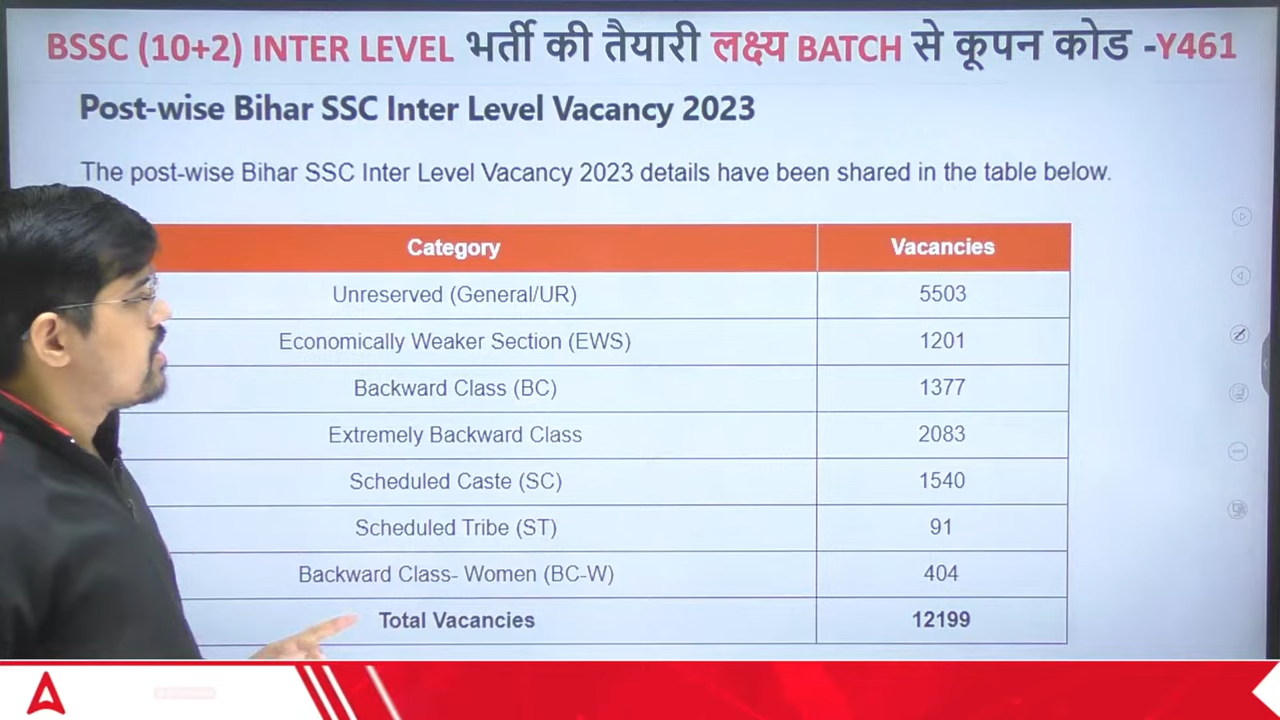 BSSC (10+2) INTER LEVEL भर्ती की तैयारी लक्ष्य BATCH से कूपन कोड -Y461
Post-wise Bihar SSC Inter Level Vacancy 2023
The post-wise Bihar SSC Inter Level Vacancy 2023 details have been shared in the table below.
Category Vacancies
Unreserved (General/UR) 5503
Economically Weaker Section (EWS) 1201
Backward Class (BC) 1377
Extremely Backward Class 2083
Scheduled Caste (SC) 1540
Scheduled Tribe (ST) 91
Backward Class- Women (BC-W) 404
Total Vacancies 12199